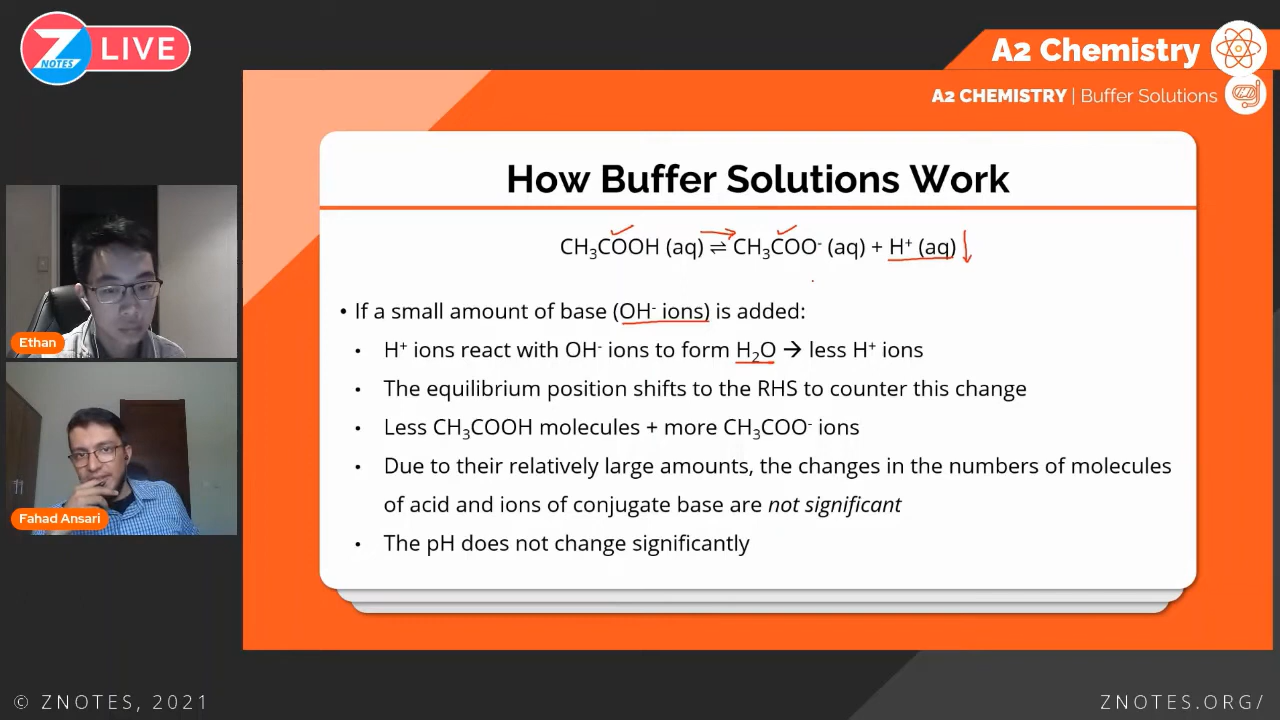 Z LIVE
NOTES
A2 Chemistry
A2 CHEMISTRY | Buffer Solutions
How Buffer Solutions Work
CH₃COOH (aq) ⇌ CH₃COO⁻ (aq) + H⁺ (aq)
• If a small amount of base (OH⁻ ions) is added:
• H⁺ ions react with OH⁻ ions to form H₂O → less H⁺ ions
• The equilibrium position shifts to the RHS to counter this change
• Less CH₃COOH molecules + more CH₃COO⁻ ions
• Due to their relatively large amounts, the changes in the numbers of molecules
of acid and ions of conjugate base are not significant
• The pH does not change significantly
Ethan
Fahad Ansari
© ZNOTES, 2021
ZNOTES.ORG/